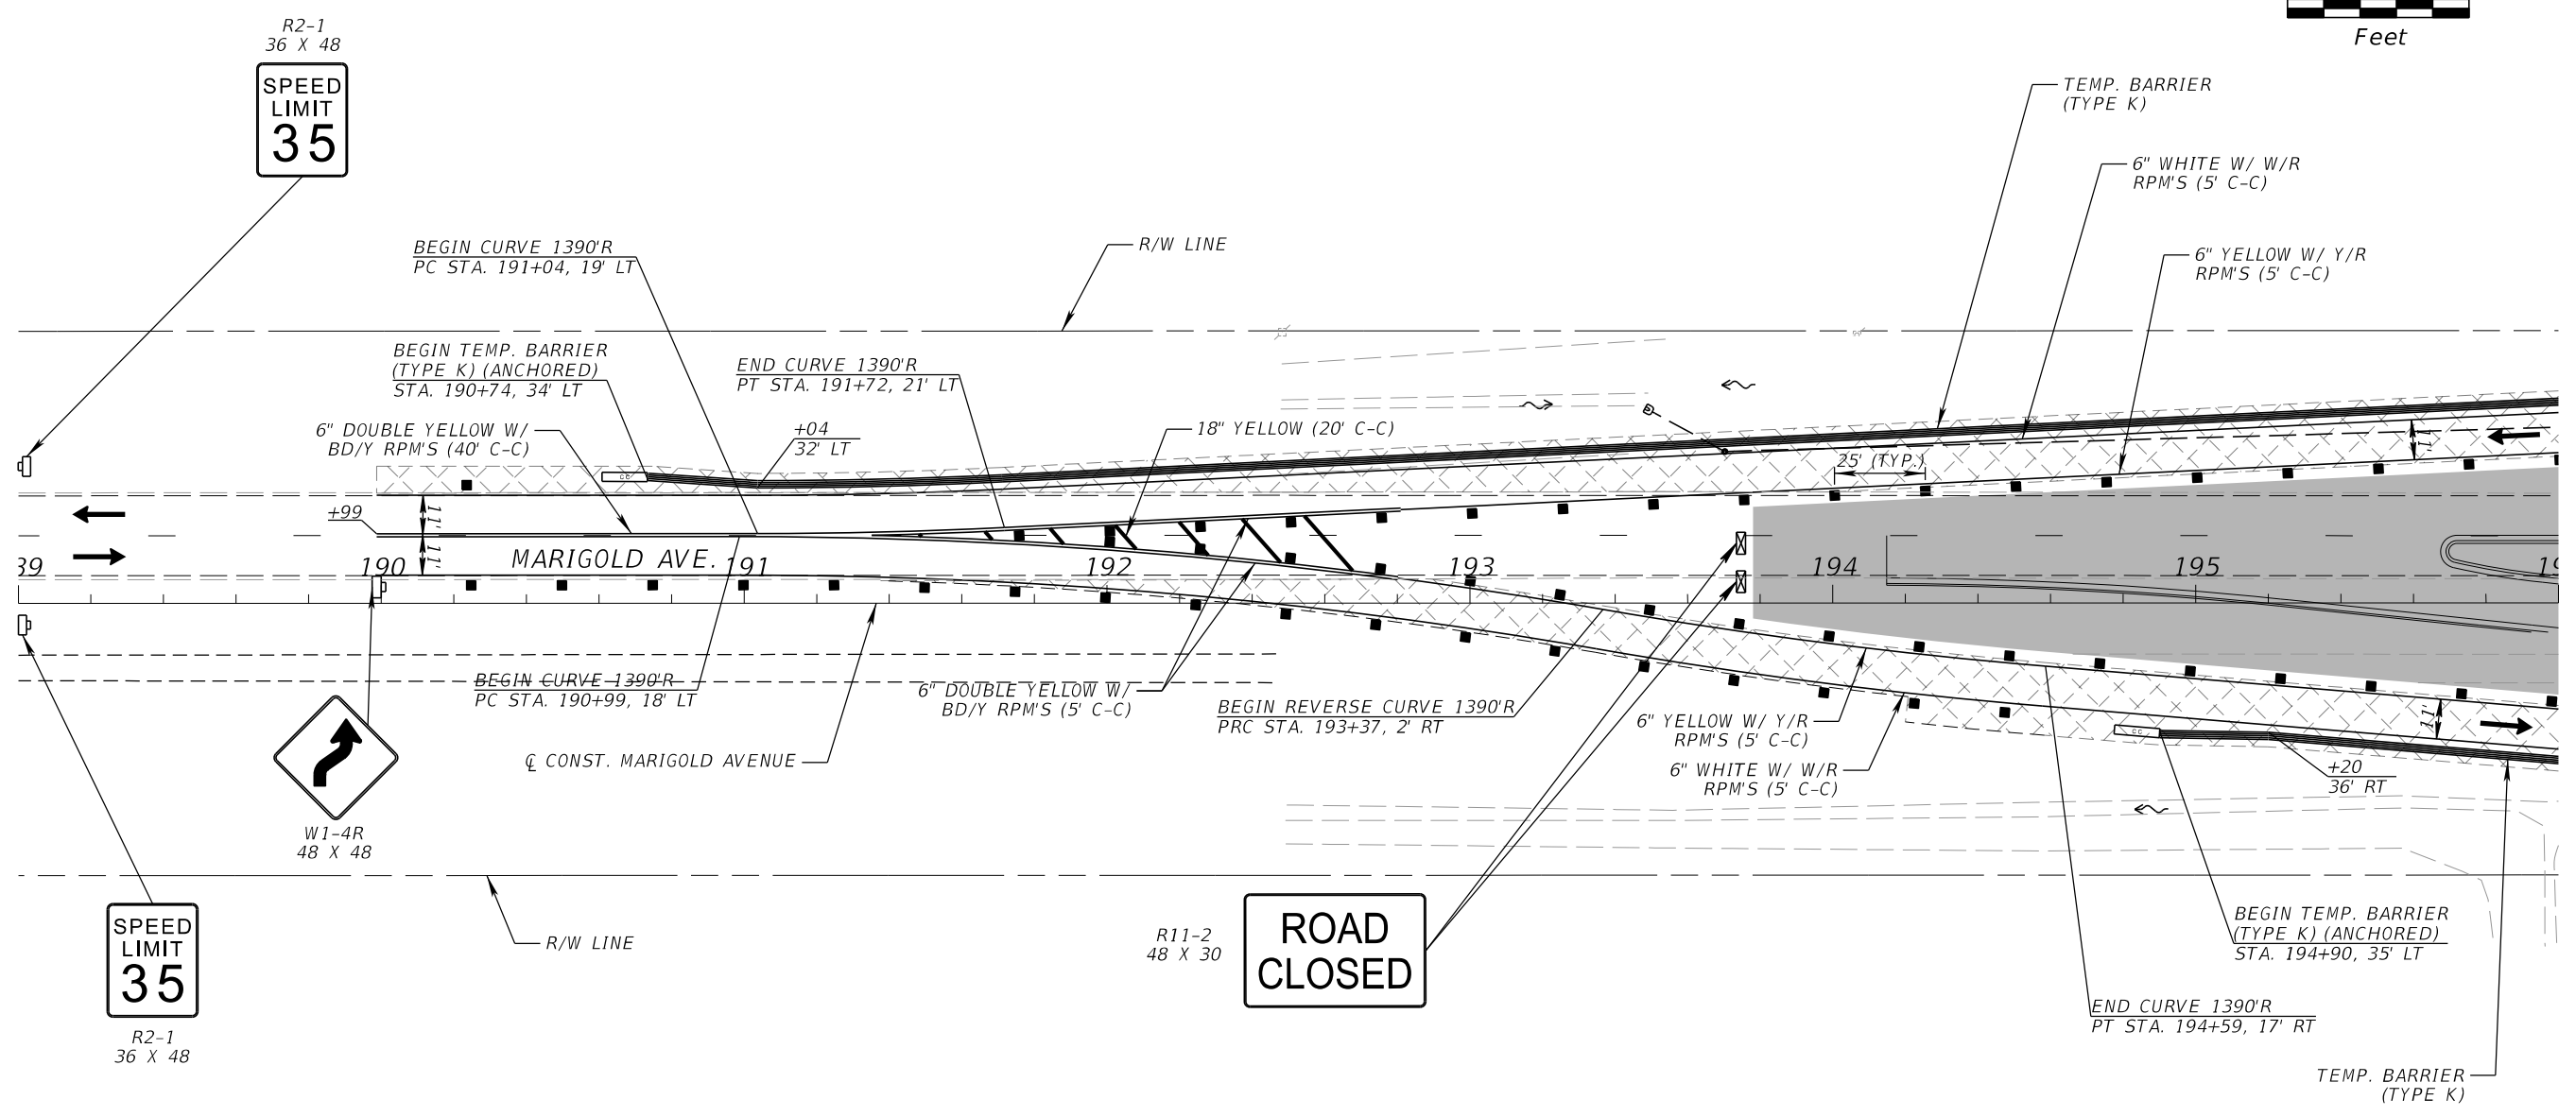 R2-1
36 X 48
SPEED
LIMIT
35
Feet
TEMP. BARRIER
(TYPE K)
6" WHITE W/ W/R
RPM'S (5' C-C)
R/W LINE
BEGIN CURVE 1390'R
PC STA. 191+04, 19' LT
6" YELLOW W/ Y/R
RPM'S (5' C-C)
BEGIN TEMP. BARRIER
(TYPE K) (ANCHORED)
STA. 190+74, 34' LT
END CURVE 1390'R
PT STA. 191+72, 21' LT
6" DOUBLE YELLOW W/
BD/Y RPM'S (40' C-C)
+04
32' LT
18" YELLOW (20' C-C)
25' (TYP.)
11'
+99
11'
11'
MARIGOLD AVE.
39
190
191
192
193
194
195
19
BEGIN CURVE 1390'R
PC STA. 190+99, 18' LT
6" DOUBLE YELLOW W/
BD/Y RPM'S (5' C-C)
BEGIN REVERSE CURVE 1390'R
PRC STA. 193+37, 2' RT
6" YELLOW W/ Y/R
RPM'S (5' C-C)
11'
℄ CONST. MARIGOLD AVENUE
6" WHITE W/ W/R
RPM'S (5' C-C)
+20
36' RT
W1-4R
48 X 48
R/W LINE
SPEED
LIMIT
35
R2-1
36 X 48
R11-2
48 X 30
ROAD
CLOSED
BEGIN TEMP. BARRIER
(TYPE K) (ANCHORED)
STA. 194+90, 35' LT
END CURVE 1390'R
PT STA. 194+59, 17' RT
TEMP. BARRIER
(TYPE K)